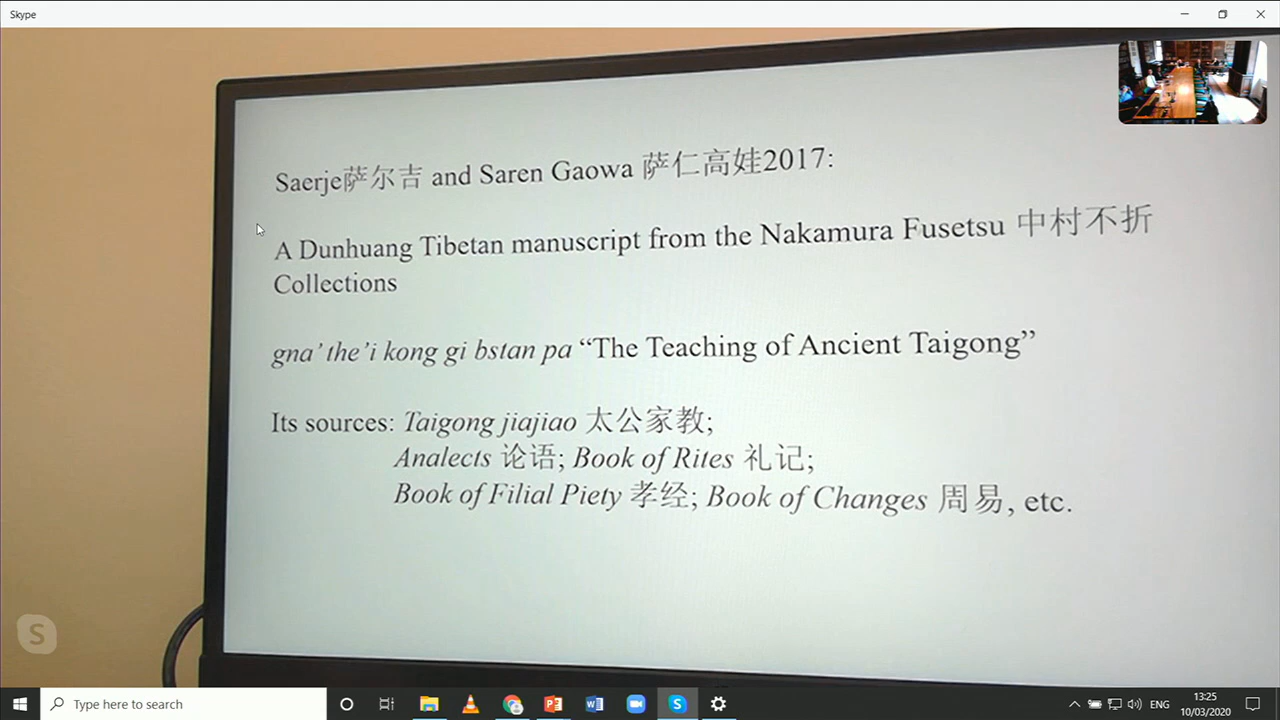 Skype
Saerje萨尔吉 and Saren Gaowa 萨仁高娃2017:
A Dunhuang Tibetan manuscript from the Nakamura Fusetsu 中村不折
Collections
gna’ the’i kong gi bstan pa “The Teaching of Ancient Taigong”
Its sources: Taigong jiajiao 太公家教;
Analects 论语; Book of Rites 礼记;
Book of Filial Piety 孝经; Book of Changes 周易, etc.
S
Type here to search
ENG
13:25
10/03/2020